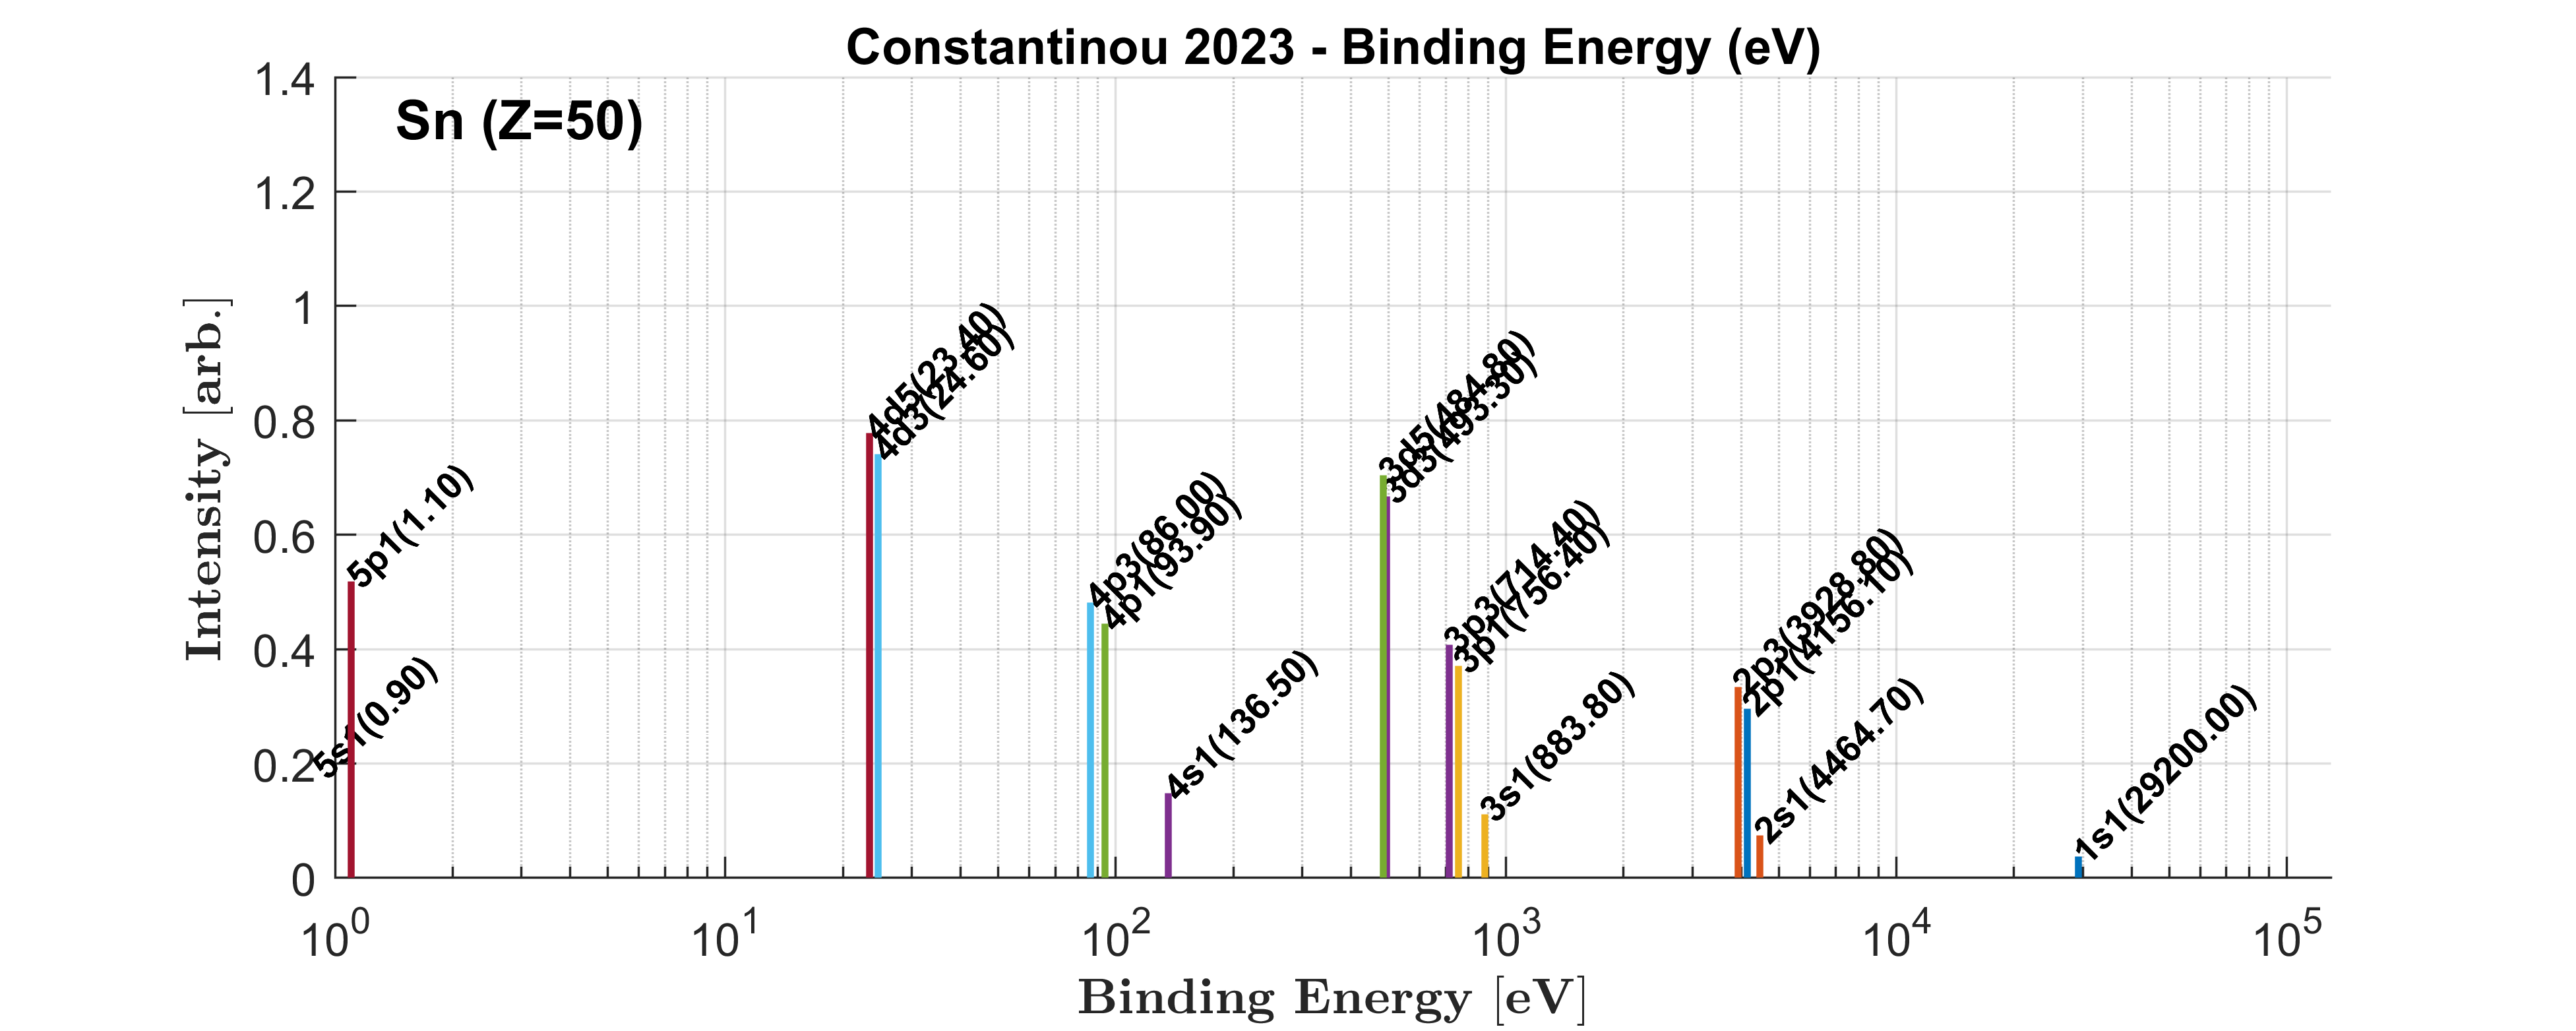 Constantinou 2023 - Binding Energy (eV)
Sn (Z=50)
Intensity [arb.]
1.4
1.2
1
0.8
0.6
0.4
0.2
0
5s1(0.90)
5p1(1.10)
4d5(23.40)
4d3(24.60)
4p3(86.00)
4p1(93.90)
4s1(136.50)
3d5(484.80)
3d3(493.30)
3p3(714.40)
3p1(756.40)
3s1(883.80)
2p3(3928.80)
2p1(4156.10)
2s1(4464.70)
1s1(29200.00)
10^0 10^1 10^2 10^3 10^4 10^5
Binding Energy [eV]